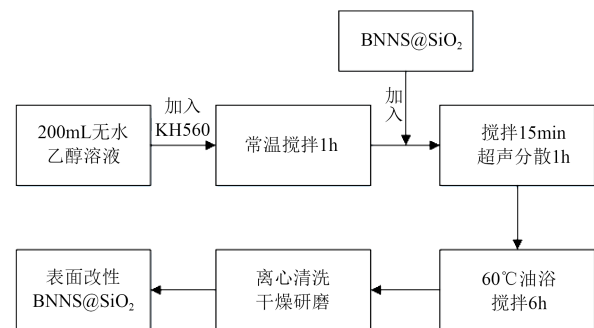 BNNS@SiO₂
200mL无水
乙醇溶液
加入
KH560
常温搅拌1h
加
入
搅拌15min
超声分散1h
表面改性
BNNS@SiO₂
离心清洗
干燥研磨
60℃油浴
搅拌6h